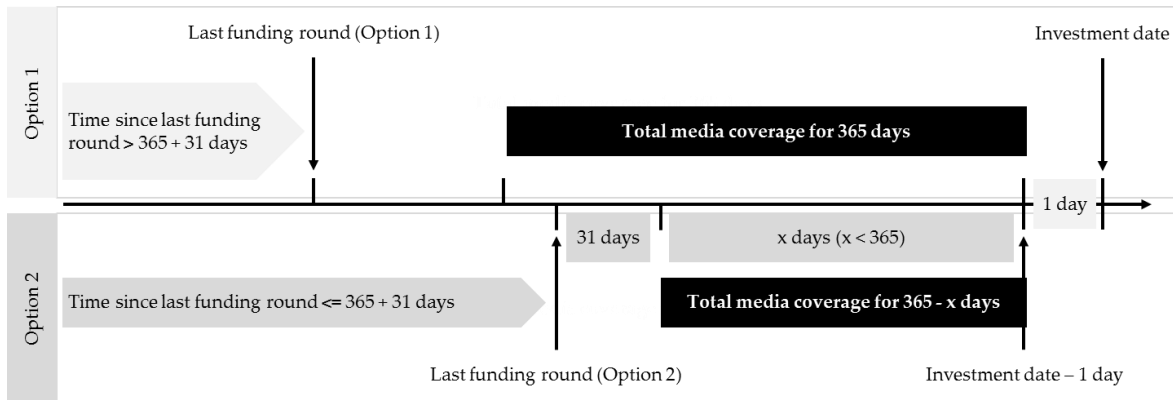 Option 1
Last funding round (Option 1)
Investment date
Time since last funding
round > 365 + 31 days
Total media coverage for 365 days
1 day
Option 2
31 days
x days (x < 365)
Time since last funding round <= 365 + 31 days
Total media coverage for 365 - x days
Last funding round (Option 2)
Investment date – 1 day